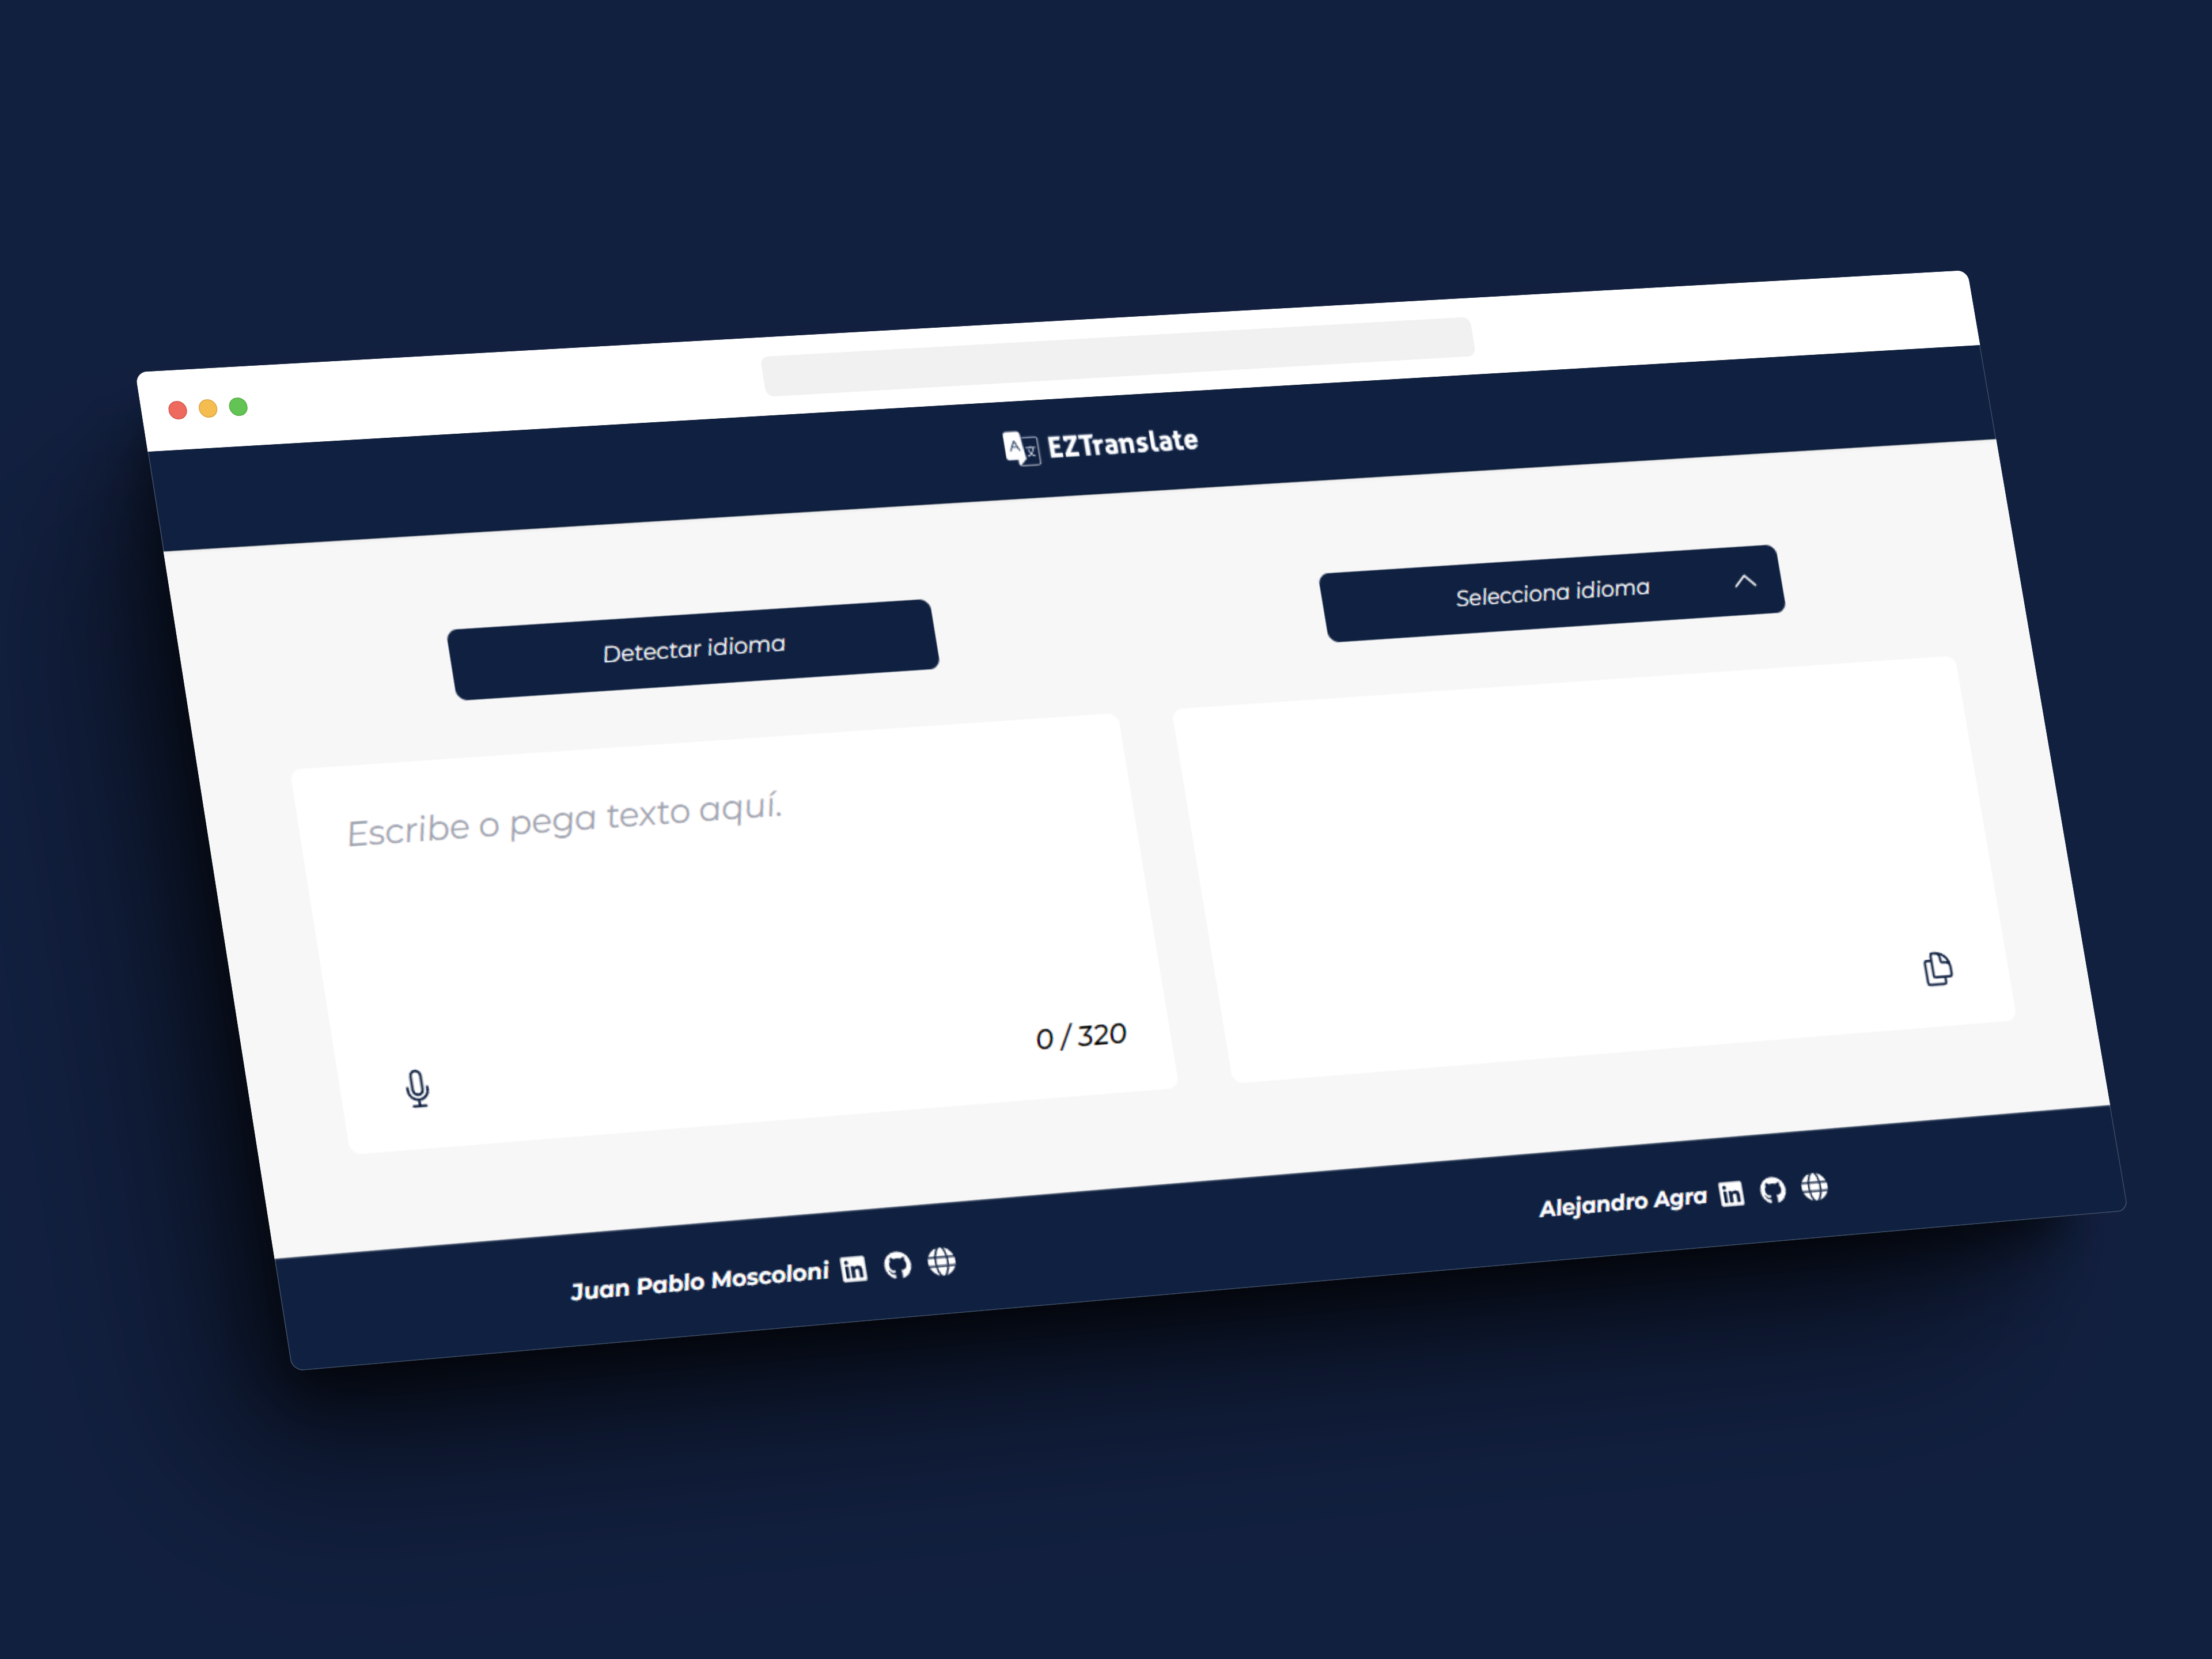 EZTranslate
Detectar idioma
Selecciona idioma
Escribe o pega texto aquí.
0 / 320
Juan Pablo Moscoloni
Alejandro Agra